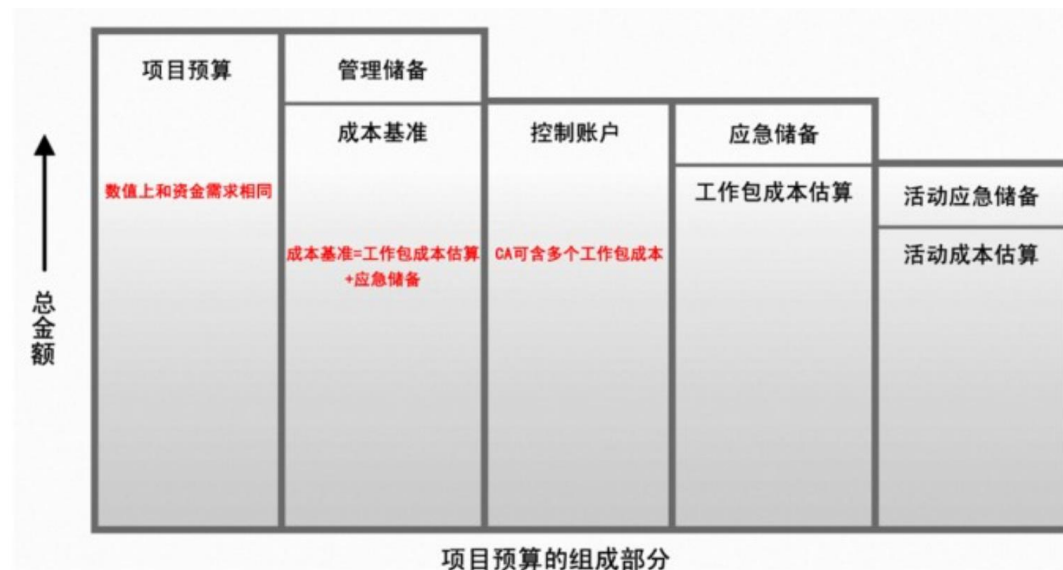 项目预算
管理储备
成本基准
控制账户
应急储备
数值上和资金需求相同
工作包成本估算
活动应急储备
成本基准=工作包成本估算
+应急储备
CA可含多个工作包成本
活动成本估算
总金额
项目预算的组成部分